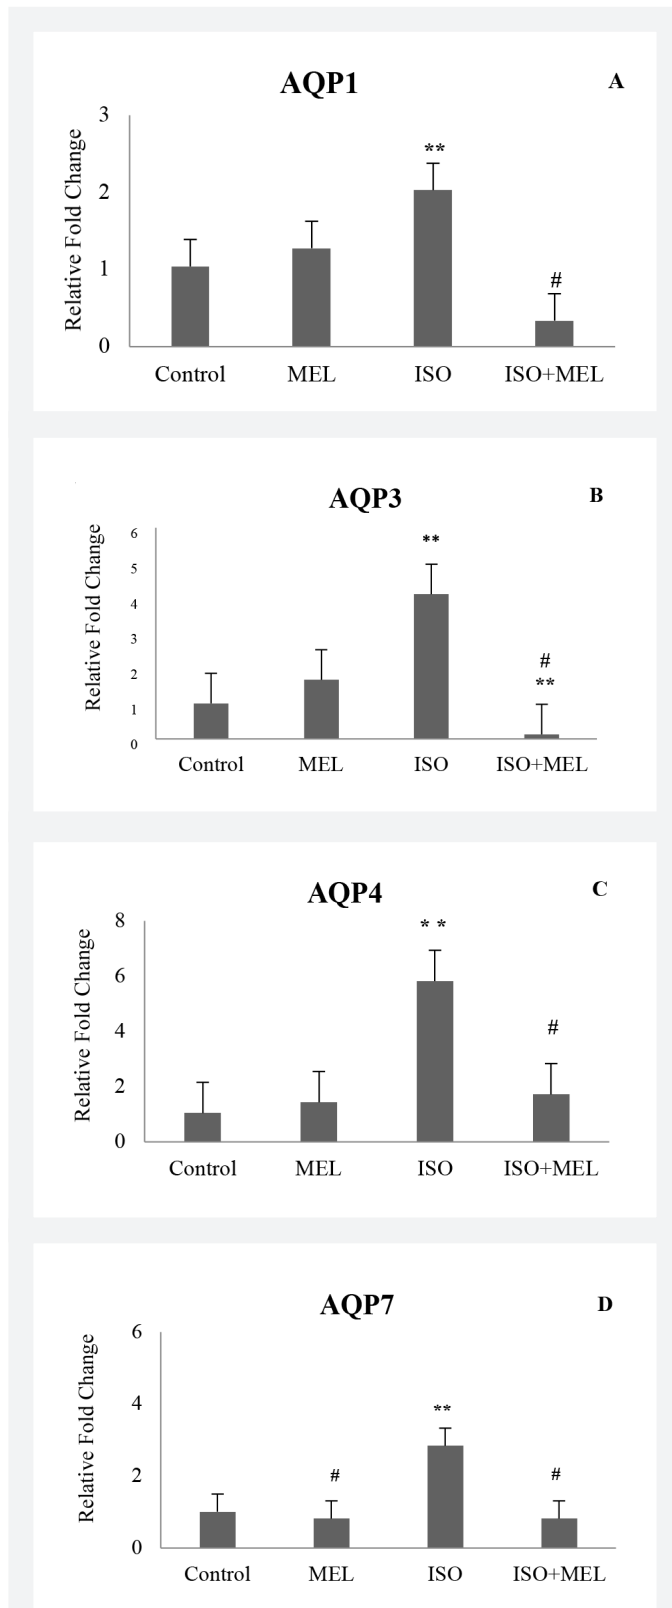 AQP1
A
Relative Fold Change
3
2
1
0
**
#
Control MEL ISO ISO+MEL
AQP3
B
Relative Fold Change
6
5
4
3
2
1
0
**
#
**
Control MEL ISO ISO+MEL
AQP4
C
Relative Fold Change
8
6
4
2
0
* *
#
Control MEL ISO ISO+MEL
AQP7
D
Relative Fold Change
6
4
2
0
#
**
#
Control MEL ISO ISO+MEL